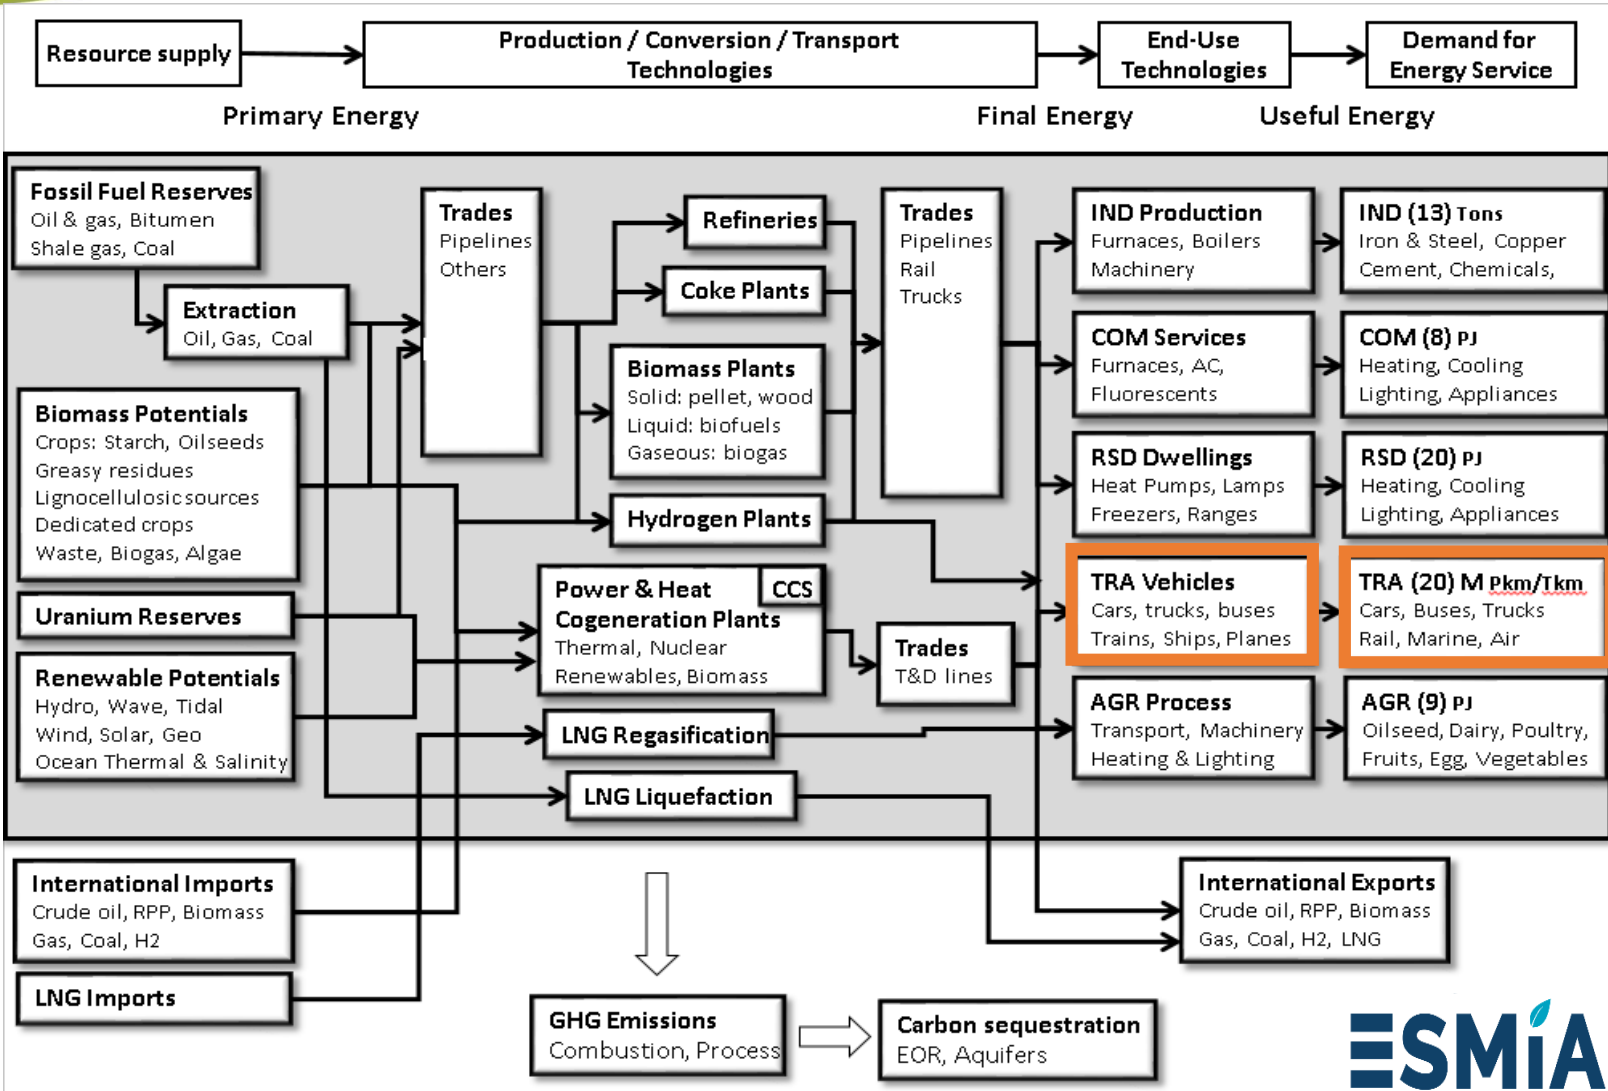 Resource supply
Production / Conversion / Transport
Technologies
End-Use
Technologies
Demand for
Energy Service
Primary Energy
Final Energy
Useful Energy
Fossil Fuel Reserves
Oil & gas, Bitumen
Shale gas, Coal
Extraction
Oil, Gas, Coal
Biomass Potentials
Crops: Starch, Oilseeds
Greasy residues
Lignocellulosic sources
Dedicated crops
Waste, Biogas, Algae
Uranium Reserves
Renewable Potentials
Hydro, Wave, Tidal
Wind, Solar, Geo
Ocean Thermal & Salinity
Trades
Pipelines
Others
Refineries
Coke Plants
Biomass Plants
Solid: pellet, wood
Liquid: biofuels
Gaseous: biogas
Hydrogen Plants
Power & Heat
CCS
Cogeneration Plants
Thermal, Nuclear
Renewables, Biomass
LNG Regasification
LNG Liquefaction
Trades
Pipelines
Rail
Trucks
Trades
T&D lines
IND Production
Furnaces, Boilers
Machinery
IND (13) Tons
Iron & Steel, Copper
Cement, Chemicals,
COM Services
Furnaces, AC,
Fluorescents
COM (8) PJ
Heating, Cooling
Lighting, Appliances
RSD Dwellings
Heat Pumps, Lamps
Freezers, Ranges
RSD (20) PJ
Heating, Cooling
Lighting, Appliances
TRA Vehicles
Cars, trucks, buses
Trains, Ships, Planes
TRA (20) M Pkm/Tkm
Cars, Buses, Trucks
Rail, Marine, Air
AGR Process
Transport, Machinery
Heating & Lighting
AGR (9) PJ
Oilseed, Dairy, Poultry,
Fruits, Egg, Vegetables
International Imports
Crude oil, RPP, Biomass
Gas, Coal, H2
LNG Imports
International Exports
Crude oil, RPP, Biomass
Gas, Coal, H2, LNG
GHG Emissions
Combustion, Process
Carbon sequestration
EOR, Aquifers
ESMiA